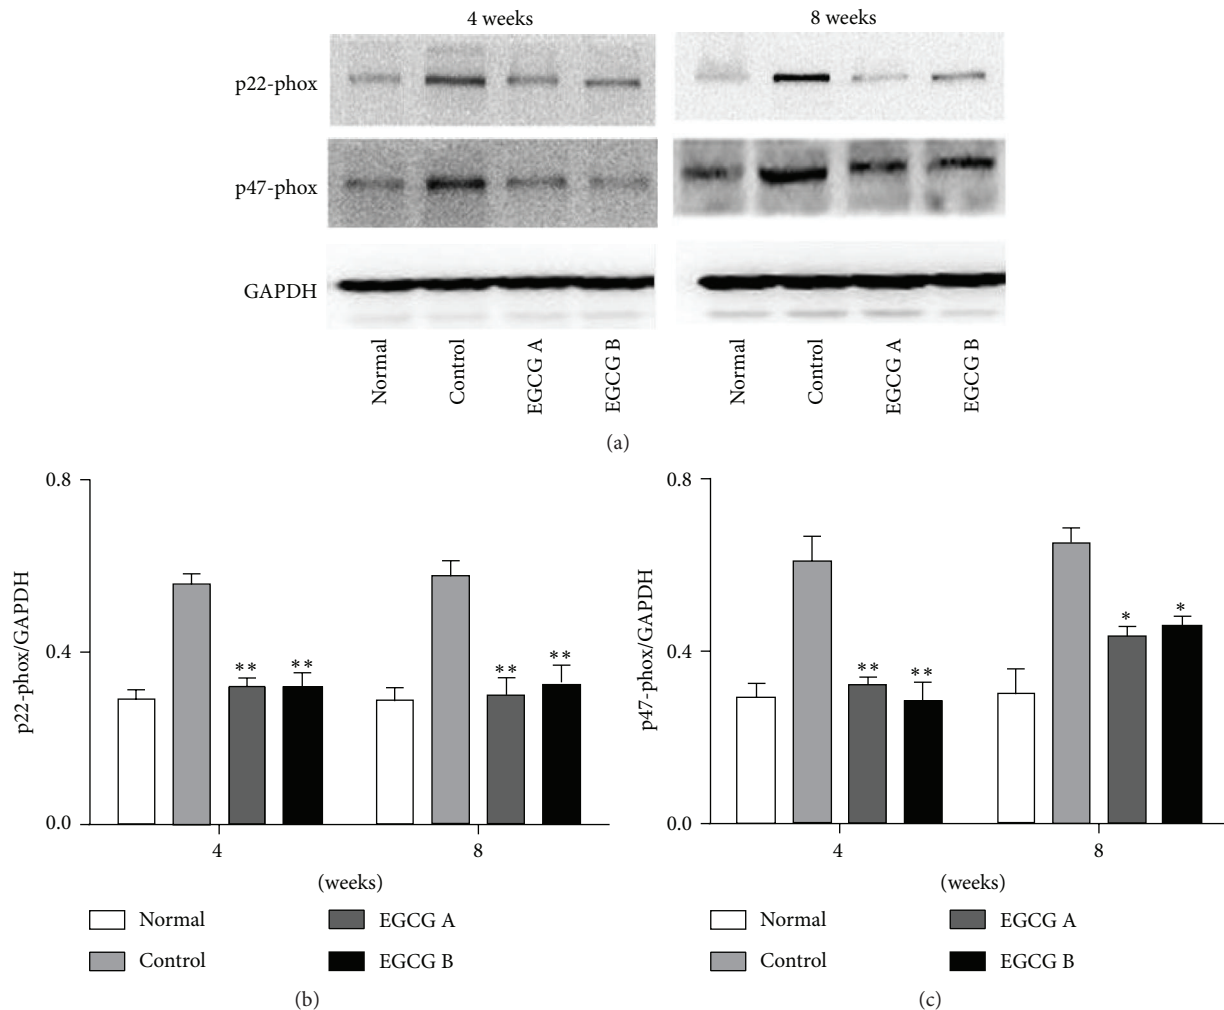 4 weeks
8 weeks
p22-phox
p47-phox
GAPDH
Normal
Control
EGCG A
EGCG B
Normal
Control
EGCG A
EGCG B
(a)
0.8
0.4
0.0
p22-phox/GAPDH
**
**
**
**
4
8
(weeks)
Normal
Control
EGCG A
EGCG B
(b)
0.8
0.4
0.0
p47-phox/GAPDH
**
**
*
*
4
8
(weeks)
Normal
Control
EGCG A
EGCG B
(c)